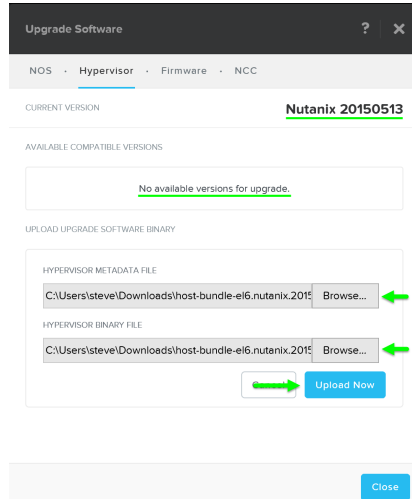 Upgrade Software ? ×
NOS · Hypervisor · Firmware · NCC
CURRENT VERSION Nutanix 20150513
AVAILABLE COMPATIBLE VERSIONS
No available versions for upgrade.
UPLOAD UPGRADE SOFTWARE BINARY
HYPERVISOR METADATA FILE
C:\Users\steve\Downloads\host-bundle-el6.nutanix.2015 Browse...
HYPERVISOR BINARY FILE
C:\Users\steve\Downloads\host-bundle-el6.nutanix.2015 Browse...
Cancel Upload Now
Close